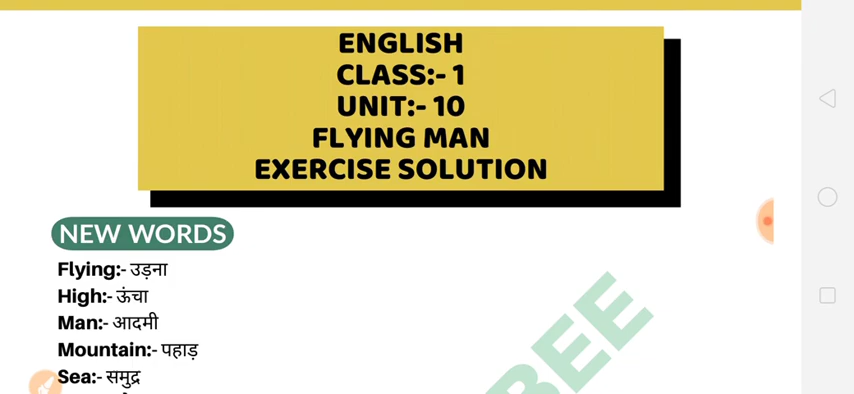 ENGLISH
CLASS:- 1
UNIT:- 10
FLYING MAN
EXERCISE SOLUTION
NEW WORDS
Flying:- उड़ना
High:- ऊंचा
Man:- आदमी
Mountain:- पहाड़
Sea:- समुद्र
BEE